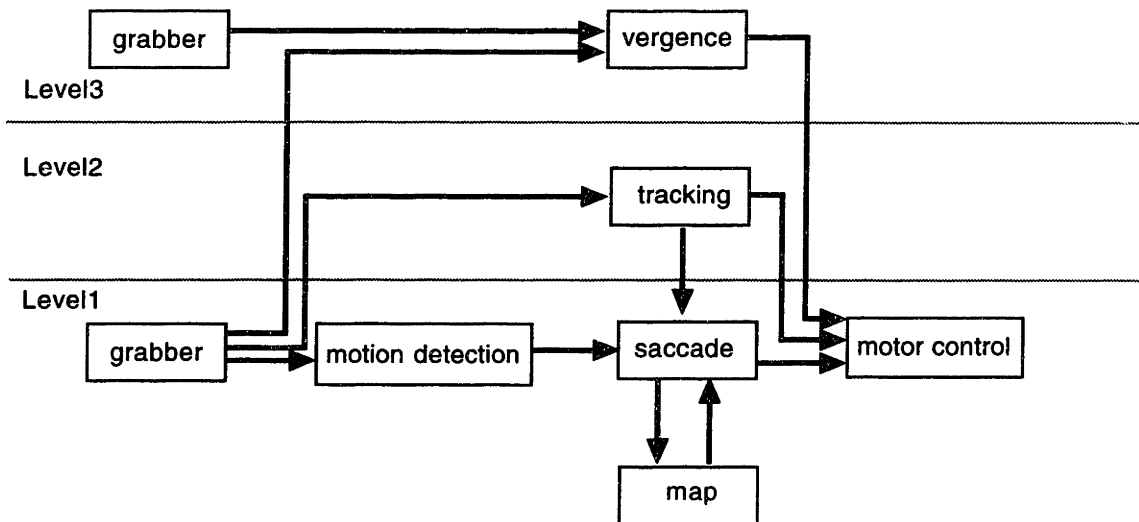 grabber
vergence
Level3
Level2
tracking
Level1
grabber
motion detection
saccade
motor control
map